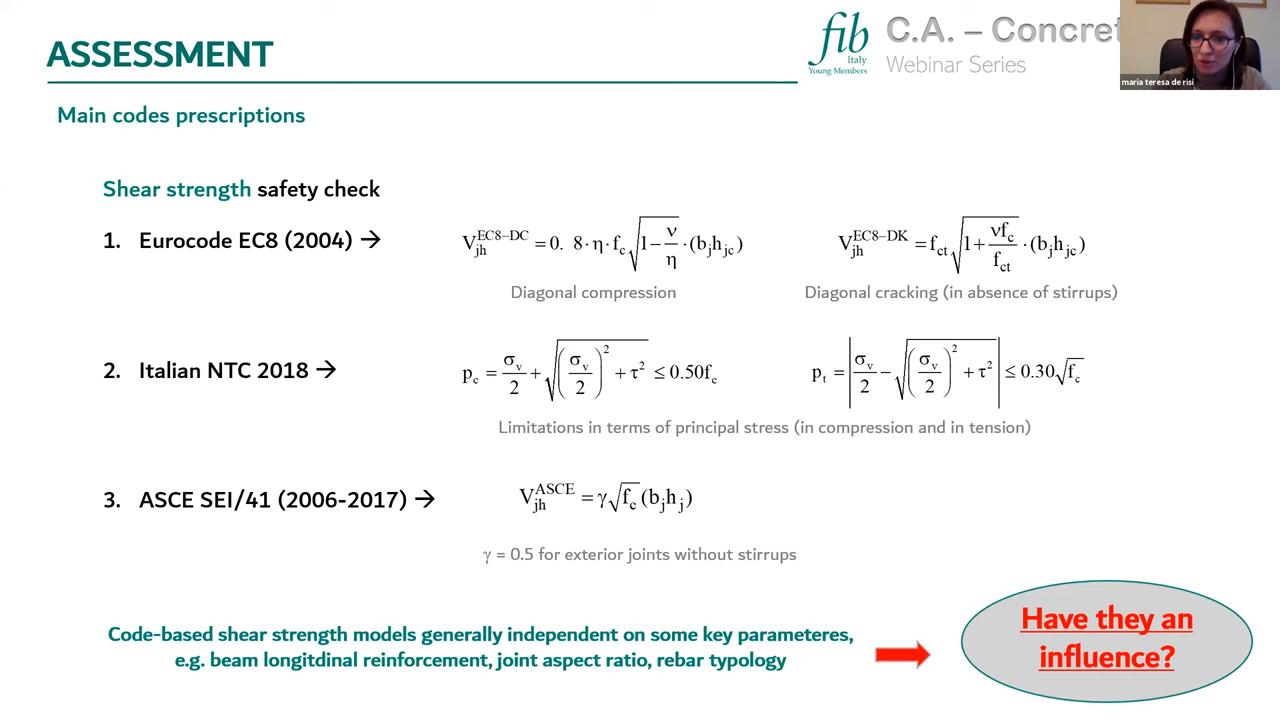 ASSESSMENT
fib
Italy
Young Members
C.A. – Concret
Webinar Series
maria teresa de risi
Main codes prescriptions
Shear strength safety check
1. Eurocode EC8 (2004) →
V_jh^EC8–DC = 0. 8·η·f_c √(1 − ν/η) · (b_j h_jc)
V_jh^EC8–DK = f_ct √(1 + νf_c/f_ct) · (b_j h_jc)
Diagonal compression
Diagonal cracking (in absence of stirrups)
2. Italian NTC 2018 →
p_c = σ_v/2 + √((σ_v/2)² + τ²) ≤ 0.50f_c
p_t = |σ_v/2 − √((σ_v/2)² + τ²)| ≤ 0.30√f_c
Limitations in terms of principal stress (in compression and in tension)
3. ASCE SEI/41 (2006-2017) →
V_jh^ASCE = γ√f_c (b_j h_j)
γ = 0.5 for exterior joints without stirrups
Code-based shear strength models generally independent on some key parameteres,
e.g. beam longitdinal reinforcement, joint aspect ratio, rebar typology
Have they an
influence?